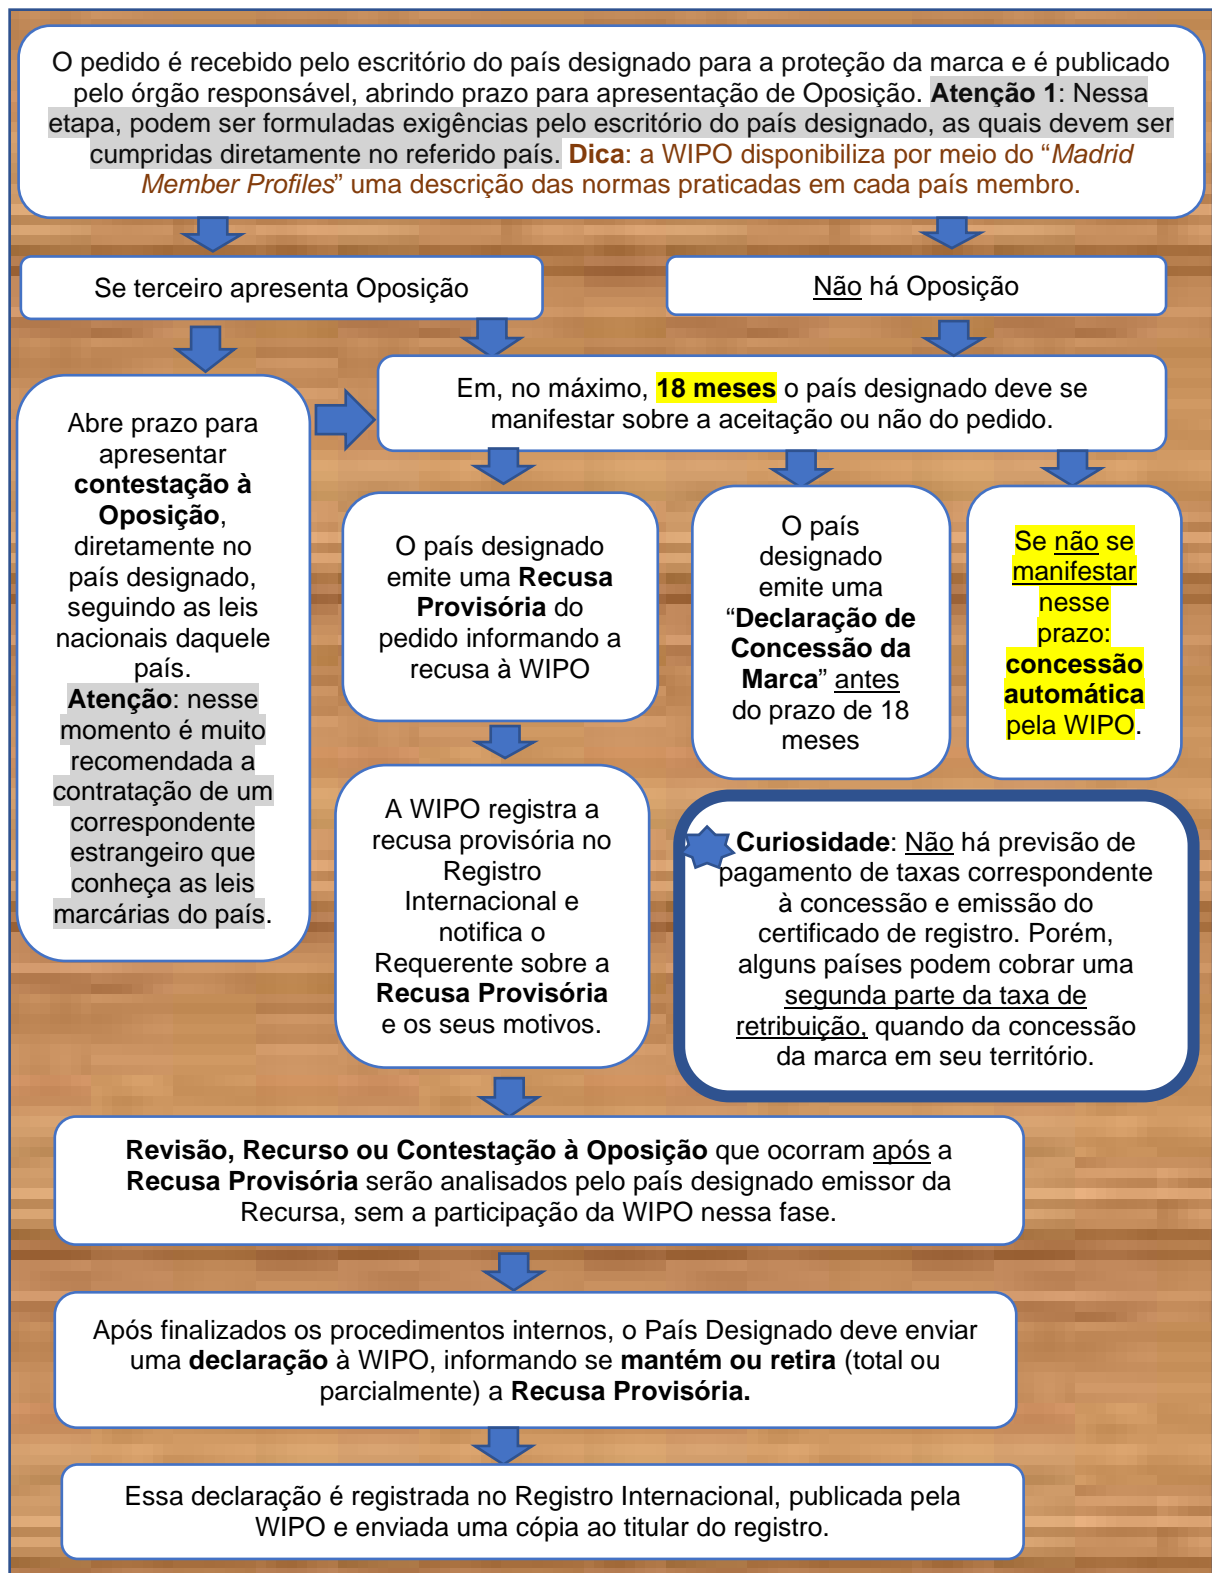 O pedido é recebido pelo escritório do país designado para a proteção da marca e é publicado
pelo órgão responsável, abrindo prazo para apresentação de Oposição. Atenção 1: Nessa
etapa, podem ser formuladas exigências pelo escritório do país designado, as quais devem ser
cumpridas diretamente no referido país. Dica: a WIPO disponibiliza por meio do “Madrid
Member Profiles” uma descrição das normas praticadas em cada país membro.
Se terceiro apresenta Oposição
Não há Oposição
Abre prazo para
apresentar
contestação à
Oposição,
diretamente no
país designado,
seguindo as leis
nacionais daquele
país.
Atenção: nesse
momento é muito
recomendada a
contratação de um
correspondente
estrangeiro que
conheça as leis
marcárias do país.
Em, no máximo, 18 meses o país designado deve se
manifestar sobre a aceitação ou não do pedido.
O país designado
emite uma Recusa
Provisória do
pedido informando a
recusa à WIPO
O país
designado
emite uma
“Declaração de
Concessão da
Marca” antes
do prazo de 18
meses
Se não se
manifestar
nesse
prazo:
concessão
automática
pela WIPO.
A WIPO registra a
recusa provisória no
Registro
Internacional e
notifica o
Requerente sobre a
Recusa Provisória
e os seus motivos.
Curiosidade: Não há previsão de
pagamento de taxas correspondente
à concessão e emissão do
certificado de registro. Porém,
alguns países podem cobrar uma
segunda parte da taxa de
retribuição, quando da concessão
da marca em seu território.
Revisão, Recurso ou Contestação à Oposição que ocorram após a
Recusa Provisória serão analisados pelo país designado emissor da
Recursa, sem a participação da WIPO nessa fase.
Após finalizados os procedimentos internos, o País Designado deve enviar
uma declaração à WIPO, informando se mantém ou retira (total ou
parcialmente) a Recusa Provisória.
Essa declaração é registrada no Registro Internacional, publicada pela
WIPO e enviada uma cópia ao titular do registro.